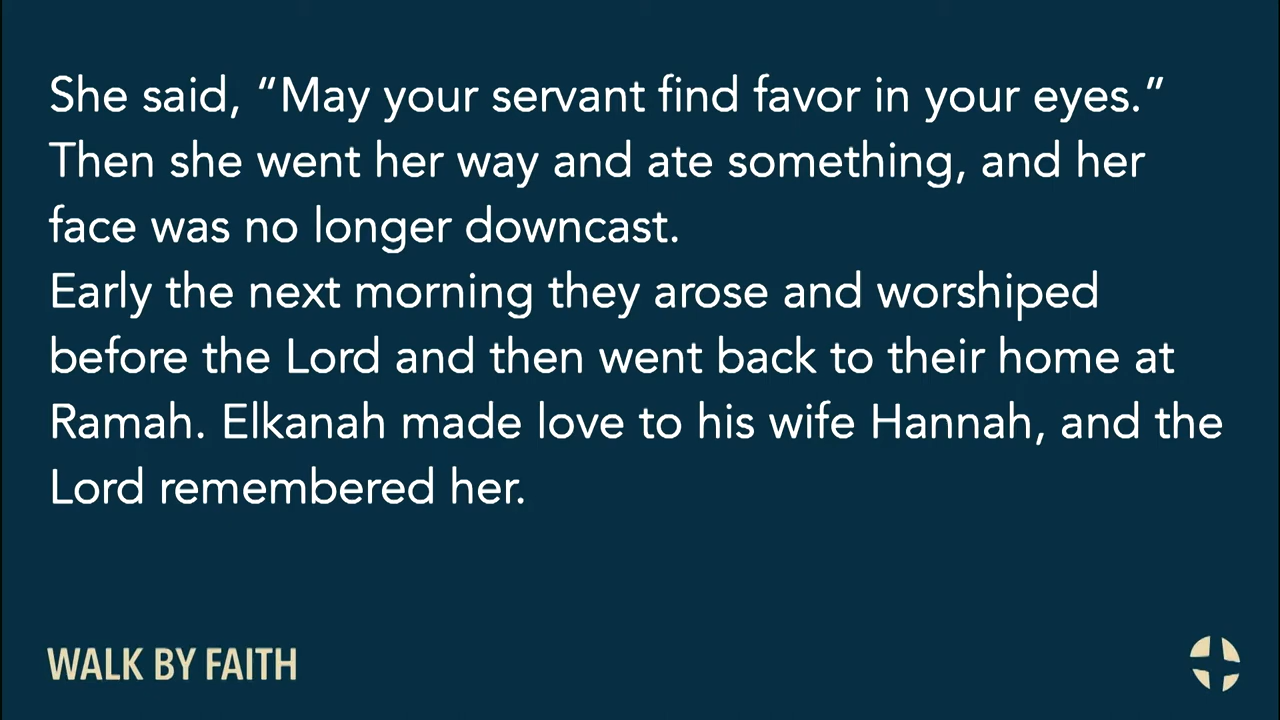 She said, “May your servant find favor in your eyes.”
Then she went her way and ate something, and her
face was no longer downcast.
Early the next morning they arose and worshiped
before the Lord and then went back to their home at
Ramah. Elkanah made love to his wife Hannah, and the
Lord remembered her.
WALK BY FAITH